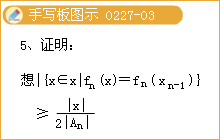 手写板图示 0227-03
5、证明：
想|{x∈x|fₙ(x)=fₙ(xₙ₋₁)}
≥ |x| / 2|Aₙ|